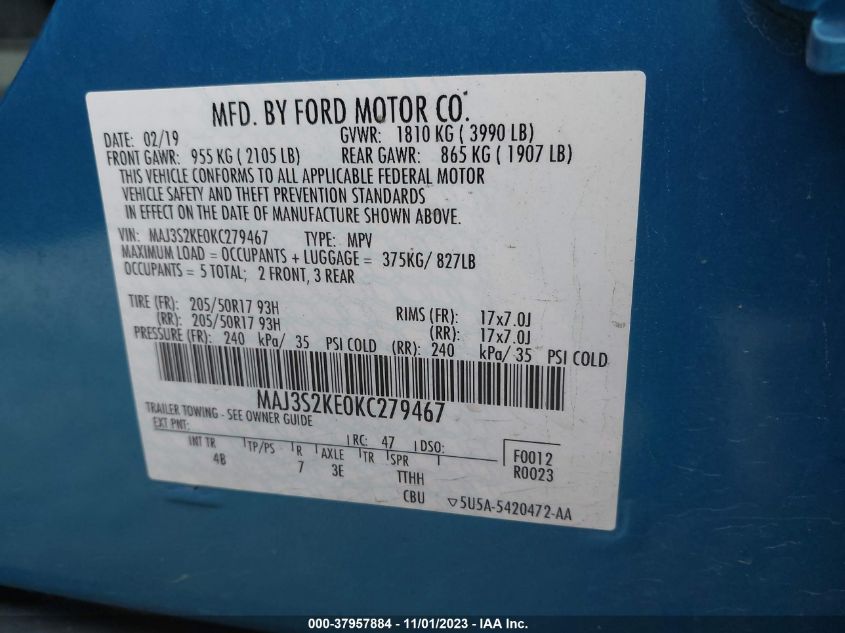 MFD. BY FORD MOTOR CO.
DATE: 02/19 GVWR: 1810 KG ( 3990 LB)
FRONT GAWR: 955 KG ( 2105 LB) REAR GAWR: 865 KG ( 1907 LB)
THIS VEHICLE CONFORMS TO ALL APPLICABLE FEDERAL MOTOR
VEHICLE SAFETY AND THEFT PREVENTION STANDARDS
IN EFFECT ON THE DATE OF MANUFACTURE SHOWN ABOVE.
VIN: MAJ3S2KE0KC279467 TYPE: MPV
MAXIMUM LOAD = OCCUPANTS + LUGGAGE = 375KG/ 827LB
OCCUPANTS = 5 TOTAL; 2 FRONT, 3 REAR
TIRE (FR): 205/50R17 93H RIMS (FR): 17x7.0J
(RR): 205/50R17 93H (RR): 17x7.0J
PRESSURE (FR): 240 kPa/ 35 PSI COLD (RR): 240 kPa/ 35 PSI COLD
MAJ3S2KE0KC279467
TRAILER TOWING - SEE OWNER GUIDE
EXT PNT: RC: 47 DSO: F0012
INT TR TP/PS R AXLE TR SPR R0023
4B 7 3E TTHH
CBU ▽5U5A-5420472-AA
000-37957884 - 11/01/2023 - IAA Inc.